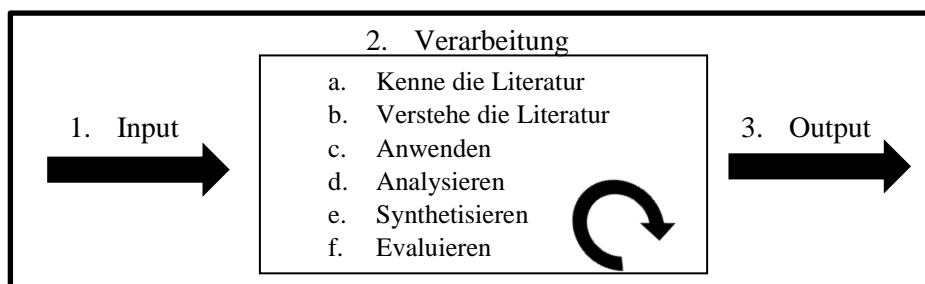 2. Verarbeitung
a. Kenne die Literatur
b. Verstehe die Literatur
1. Input
3. Output
c. Anwenden
d. Analysieren
e. Synthetisieren
f. Evaluieren